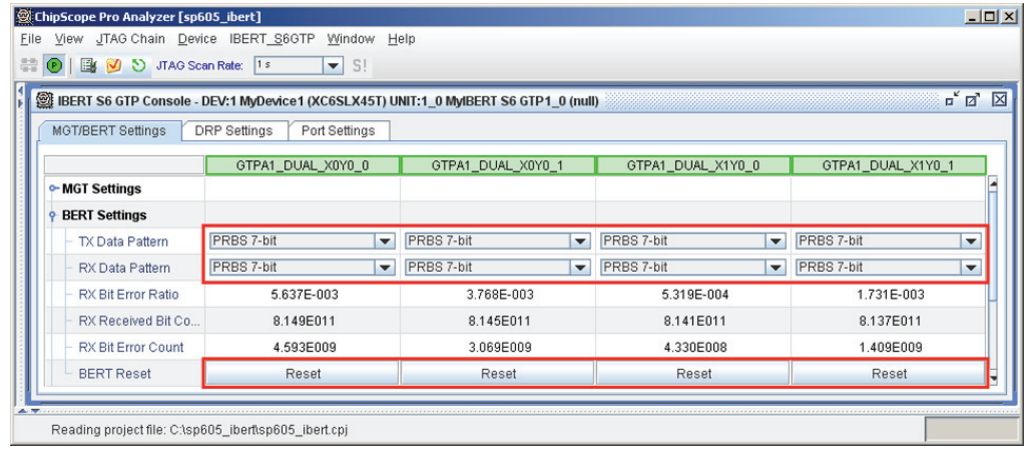 ChipScope Pro Analyzer [sp605_ibert]
File View JTAG Chain Device IBERT_S6GTP Window Help
JTAG Scan Rate: 1 s S!
IBERT S6 GTP Console - DEV:1 MyDevice1 (XC6SLX45T) UNIT:1_0 MyIBERT S6 GTP1_0 (null)
MGT/BERT Settings DRP Settings Port Settings
GTPA1_DUAL_X0Y0_0 GTPA1_DUAL_X0Y0_1 GTPA1_DUAL_X1Y0_0 GTPA1_DUAL_X1Y0_1
MGT Settings
BERT Settings
TX Data Pattern PRBS 7-bit PRBS 7-bit PRBS 7-bit PRBS 7-bit
RX Data Pattern PRBS 7-bit PRBS 7-bit PRBS 7-bit PRBS 7-bit
RX Bit Error Ratio 5.637E-003 3.768E-003 5.319E-004 1.731E-003
RX Received Bit Co... 8.149E011 8.145E011 8.141E011 8.137E011
RX Bit Error Count 4.593E009 3.069E009 4.330E008 1.409E009
BERT Reset Reset Reset Reset Reset
Reading project file: C:\sp605_ibert\sp605_ibert.cpj